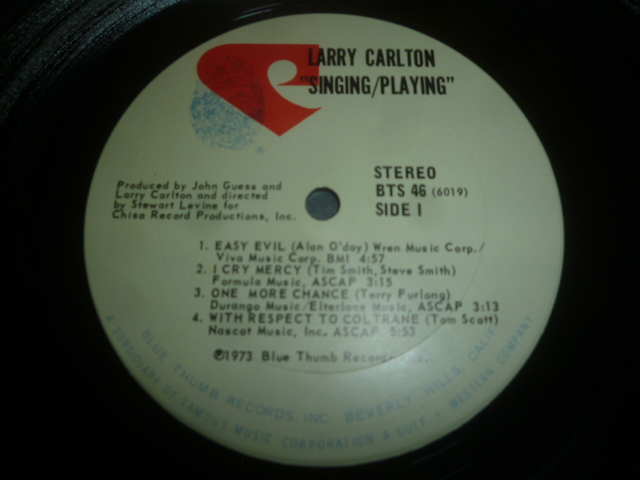 LARRY CARLTON
"SINGING/PLAYING"
STEREO
BTS 46 (6019)
SIDE I
Produced by John Guess and
Larry Carlton and directed
by Stewart Levine for
Chisa Record Productions, Inc.
1. EASY EVIL (Alan O'day) Wren Music Corp./
Viva Music Corp. BMI 4:57
2. I CRY MERCY (Tim Smith, Steve Smith)
Formula Music, ASCAP 3:15
3. ONE MORE CHANCE (Terry Furlong)
Durango Music/Elterlane Music, ASCAP 3:13
4. WITH RESPECT TO COLTRANE (Tom Scott)
Nascat Music, Inc. ASCAP 5:53
℗1973 Blue Thumb Records, Inc.
BLUE THUMB RECORDS, INC. BEVERLY HILLS, CALIF.
A SUBSIDIARY OF FAMOUS MUSIC CORPORATION A GULF + WESTERN COMPANY